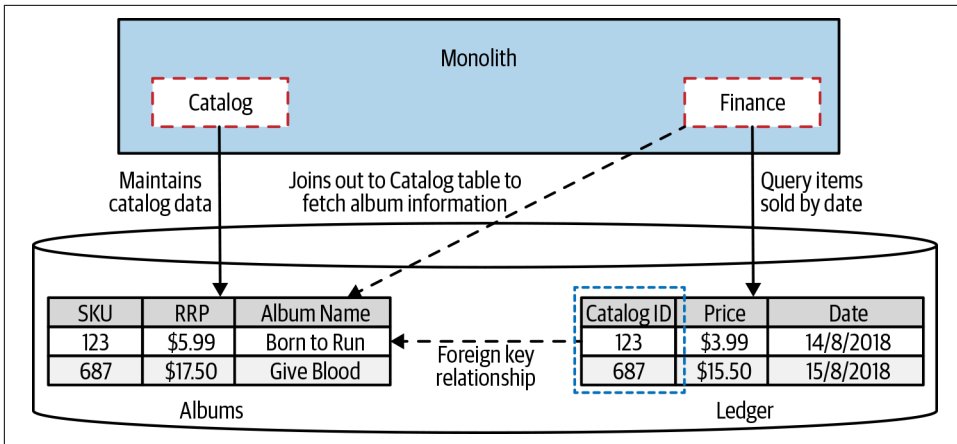 Monolith
Catalog
Finance
Maintains
catalog data
Joins out to Catalog table to
fetch album information
Query items
sold by date
SKU RRP Album Name
123 $5.99 Born to Run
687 $17.50 Give Blood
Albums
Foreign key
relationship
Catalog ID Price Date
123 $3.99 14/8/2018
687 $15.50 15/8/2018
Ledger